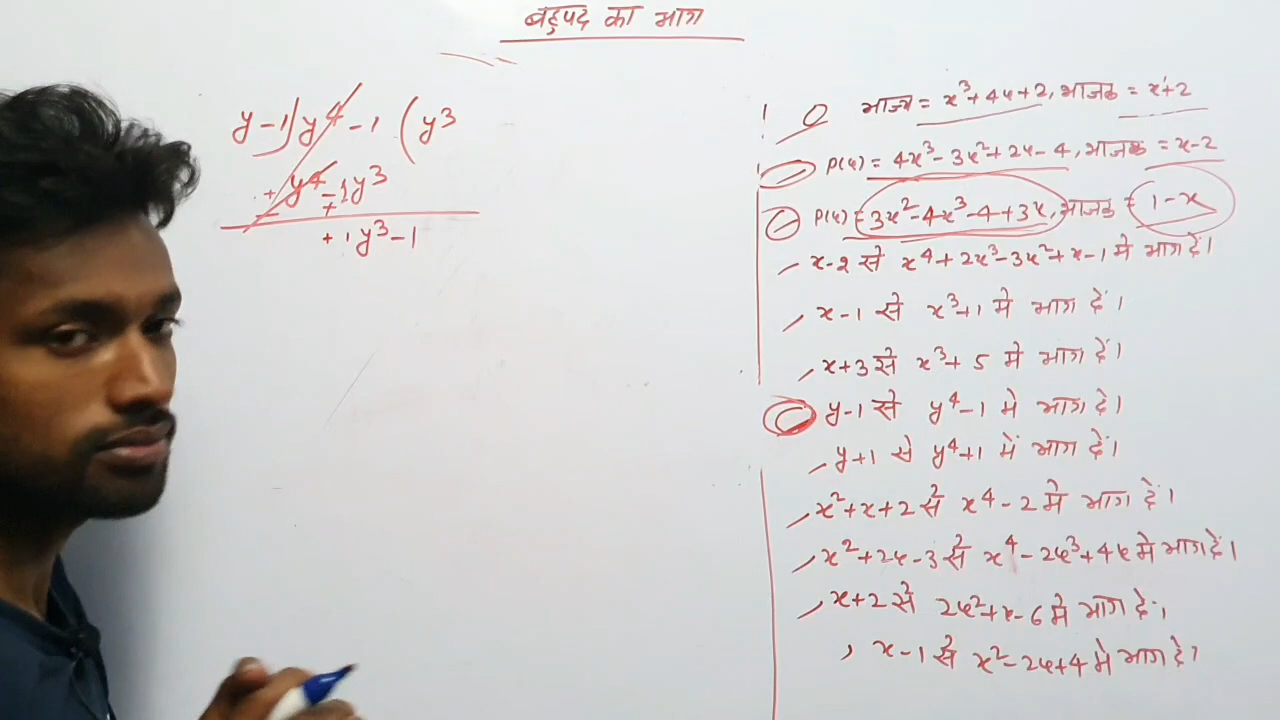 बहुपद का भाग
y-1)y⁴-1(y³
+ y⁴-1y³
- +
+1y³-1
! 0 भाज्य = x³+4x+2, भाजक = x+2
P(x) = 4x³-3x²+2x-4, भाजक = x-2
P(x) = 3x²-4x³-4+3x, भाजक = 1-x
x-2 से x⁴+2x³-3x²+x-1 मे भाग दें।
x-1 से x³+1 मे भाग दें।
x+3 से x³+5 मे भाग दें।
y-1 से y⁴-1 मे भाग दें।
y+1 से y⁴+1 में भाग दें।
x²+x+2 से x⁴-2 मे भाग दें।
x²+2x-3 से x⁴-2x³+4x मे भाग दें।
x+2 से 2x²+x-6 मे भाग दें।
x-1 से x²-2x+4 मे भाग दें।